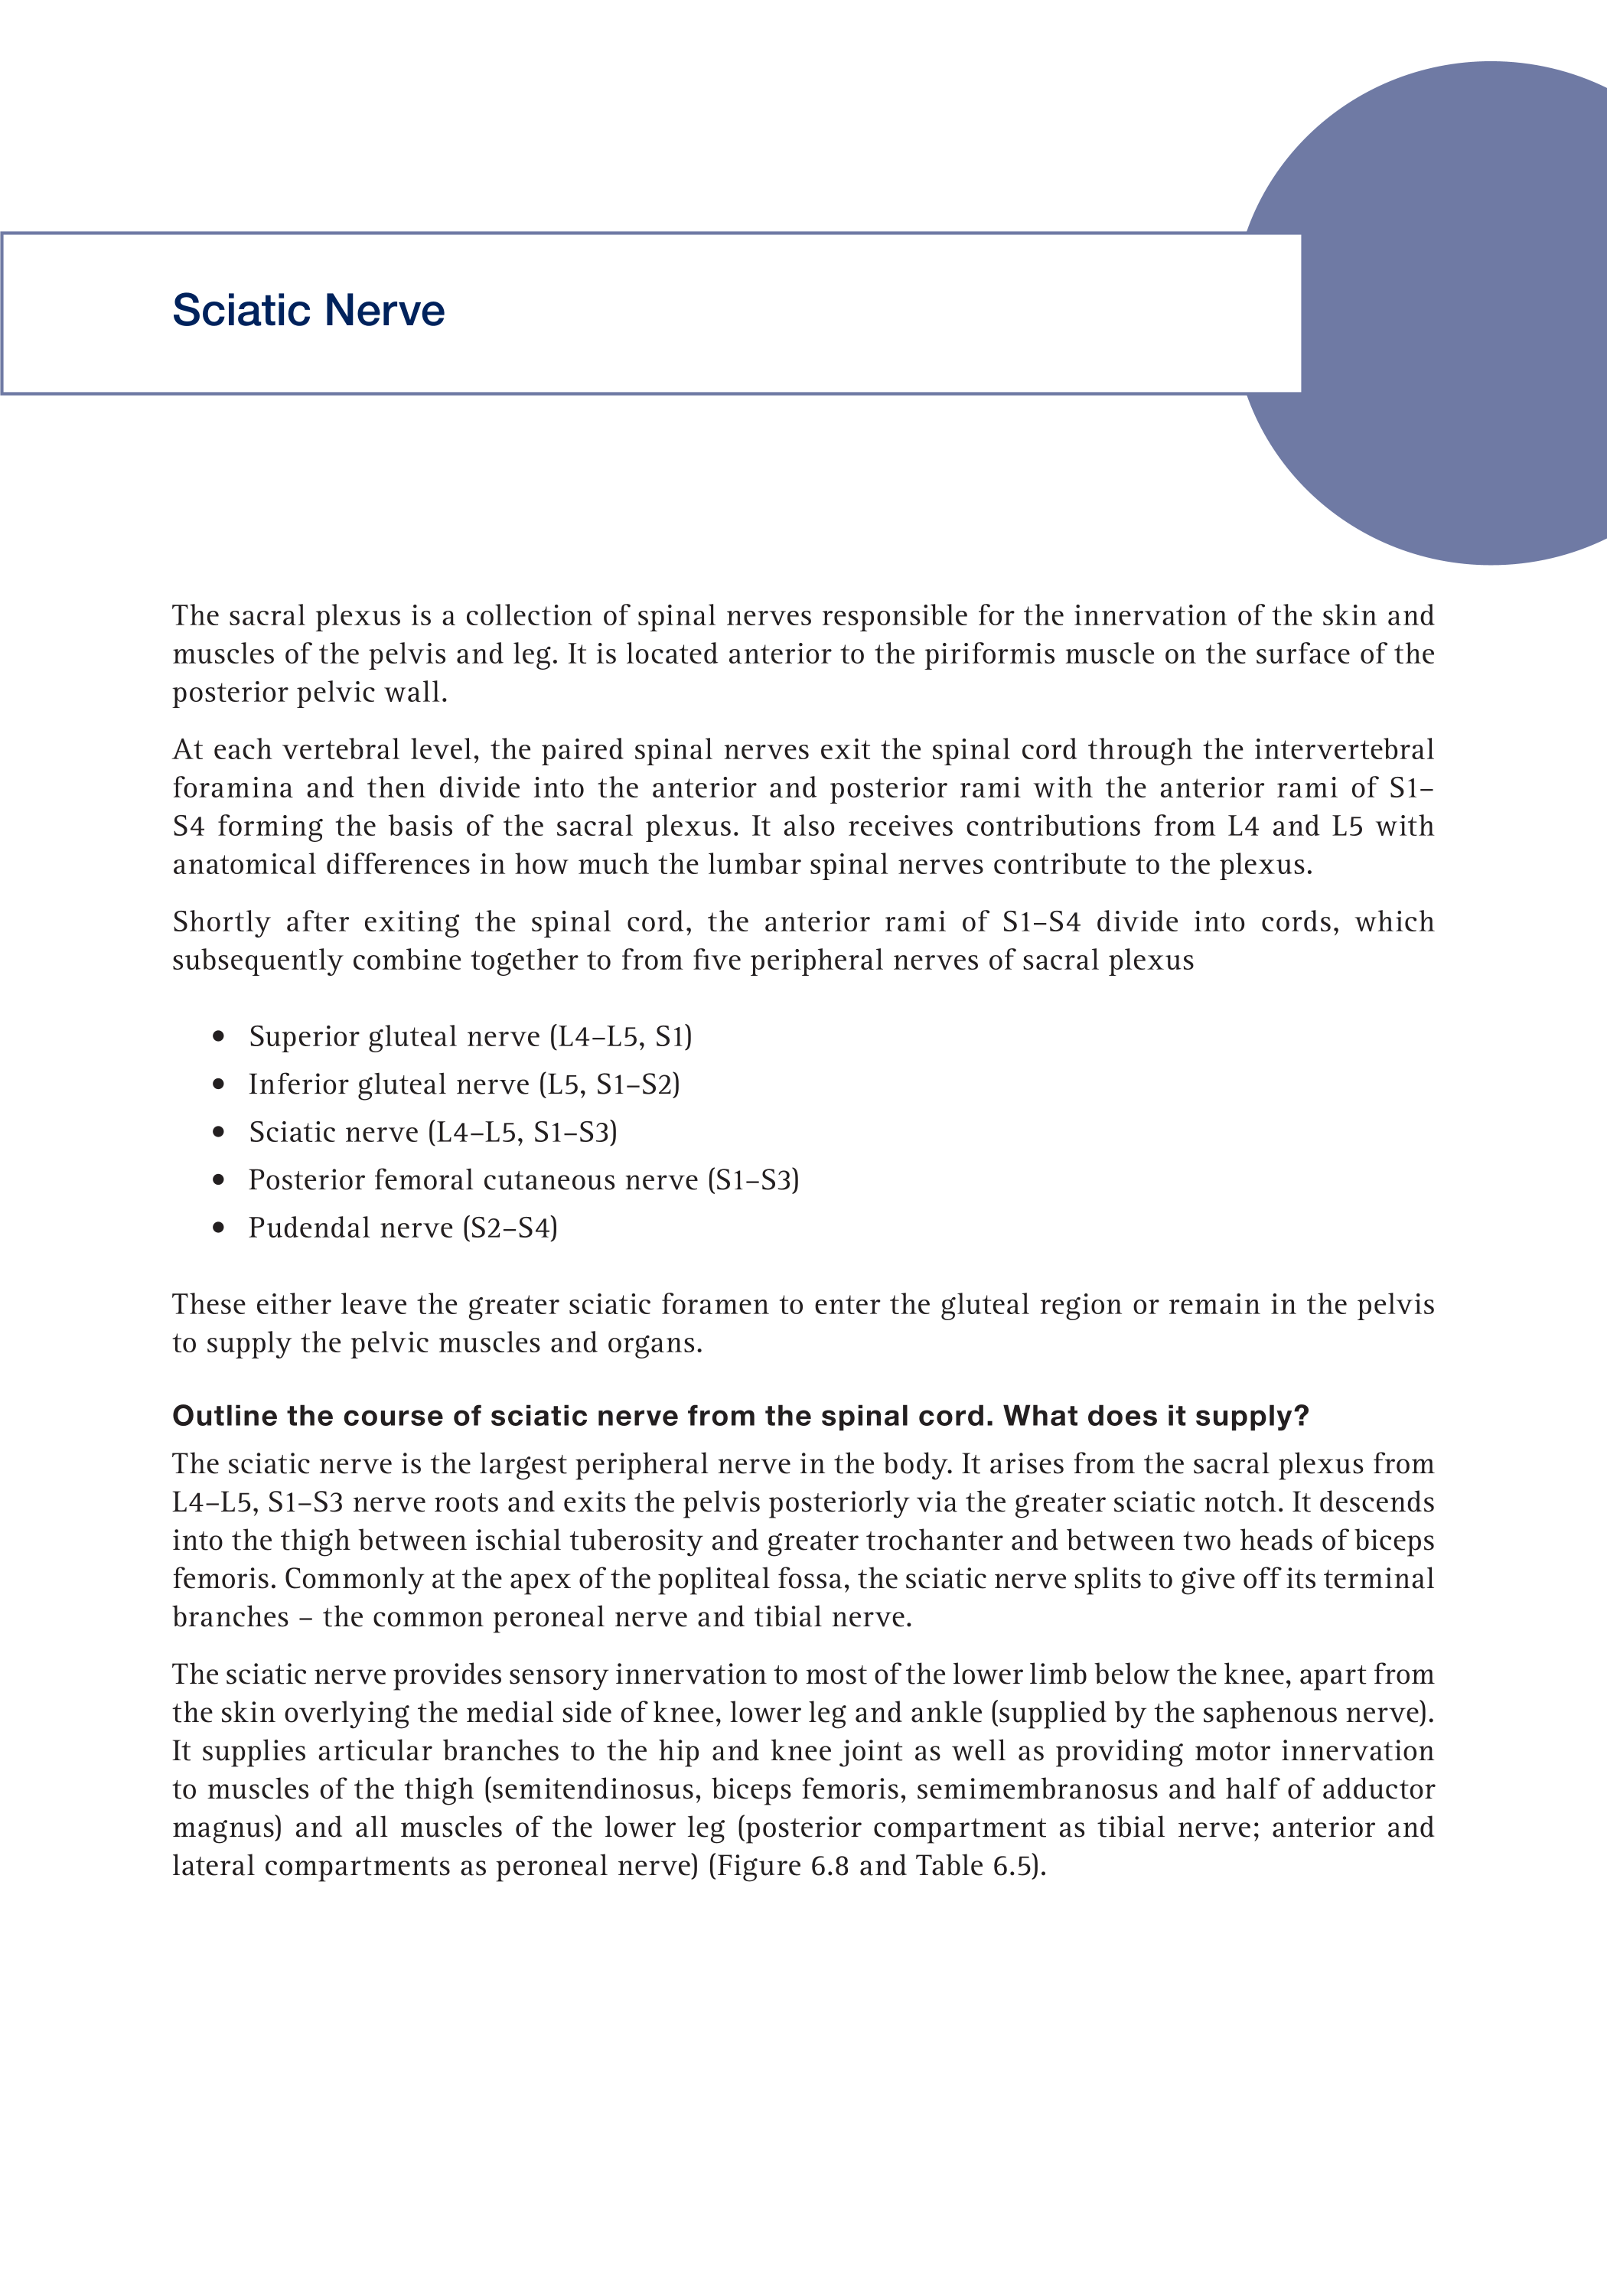 Sciatic Nerve
The sacral plexus is a collection of spinal nerves responsible for the innervation of the skin and
muscles of the pelvis and leg. It is located anterior to the piriformis muscle on the surface of the
posterior pelvic wall.
At each vertebral level, the paired spinal nerves exit the spinal cord through the intervertebral
foramina and then divide into the anterior and posterior rami with the anterior rami of S1–
S4 forming the basis of the sacral plexus. It also receives contributions from L4 and L5 with
anatomical differences in how much the lumbar spinal nerves contribute to the plexus.
Shortly after exiting the spinal cord, the anterior rami of S1–S4 divide into cords, which
subsequently combine together to from five peripheral nerves of sacral plexus
• Superior gluteal nerve (L4–L5, S1)
• Inferior gluteal nerve (L5, S1–S2)
• Sciatic nerve (L4–L5, S1–S3)
• Posterior femoral cutaneous nerve (S1–S3)
• Pudendal nerve (S2–S4)
These either leave the greater sciatic foramen to enter the gluteal region or remain in the pelvis
to supply the pelvic muscles and organs.
Outline the course of sciatic nerve from the spinal cord. What does it supply?
The sciatic nerve is the largest peripheral nerve in the body. It arises from the sacral plexus from
L4–L5, S1–S3 nerve roots and exits the pelvis posteriorly via the greater sciatic notch. It descends
into the thigh between ischial tuberosity and greater trochanter and between two heads of biceps
femoris. Commonly at the apex of the popliteal fossa, the sciatic nerve splits to give off its terminal
branches – the common peroneal nerve and tibial nerve.
The sciatic nerve provides sensory innervation to most of the lower limb below the knee, apart from
the skin overlying the medial side of knee, lower leg and ankle (supplied by the saphenous nerve).
It supplies articular branches to the hip and knee joint as well as providing motor innervation
to muscles of the thigh (semitendinosus, biceps femoris, semimembranosus and half of adductor
magnus) and all muscles of the lower leg (posterior compartment as tibial nerve; anterior and
lateral compartments as peroneal nerve) (Figure 6.8 and Table 6.5).